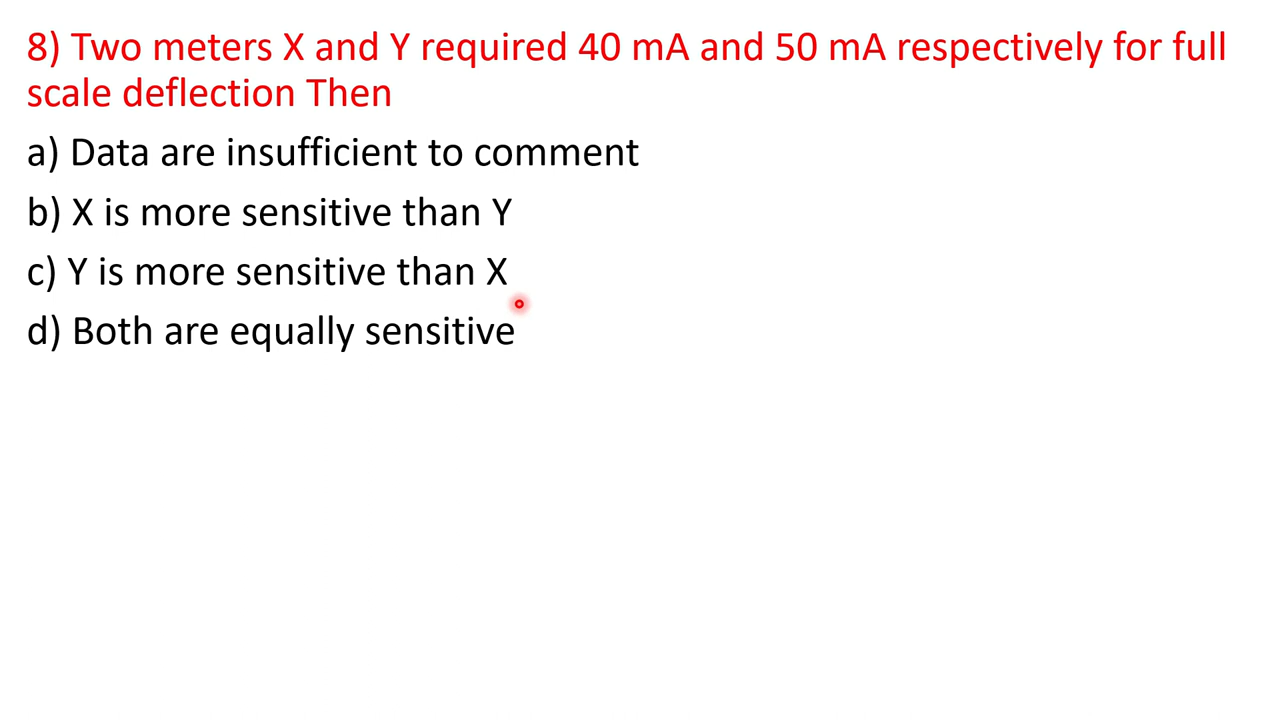 8) Two meters X and Y required 40 mA and 50 mA respectively for full
scale deflection Then
a) Data are insufficient to comment
b) X is more sensitive than Y
c) Y is more sensitive than X
d) Both are equally sensitive